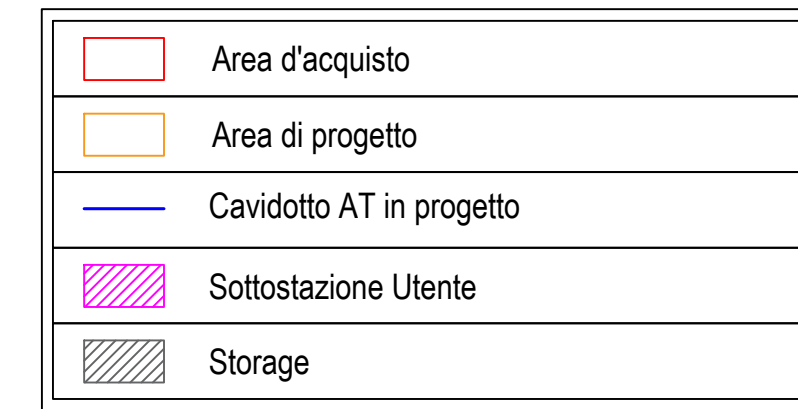 Area d'acquisto
Area di progetto
Cavidotto AT in progetto
Sottostazione Utente
Storage